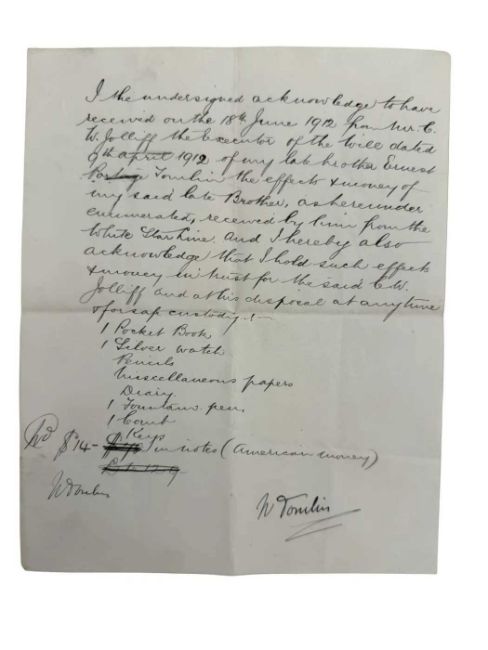 I the undersigned acknowledge to have
received on the 18th June 1912 from Mr. C.
W. Jolliff the Executor of the Will dated
9th april 1912 of my late brother Ernest
Portage Tomlin the effects & money of
my said late Brother, as hereunder
enumerated, received by him from the
White Star Line. And I hereby also
acknowledge that I hold such effects
& money in trust for the said C. W.
Jolliff and at his disposal at anytime
& for sap custody :—
1 Pocket Book
1 Silver watch
Pencils
Miscellaneous papers
Diary
1 Fountain pen,
1 Comb
Keys
$14 - in notes (American money)
W Tomlin
W Tomlin